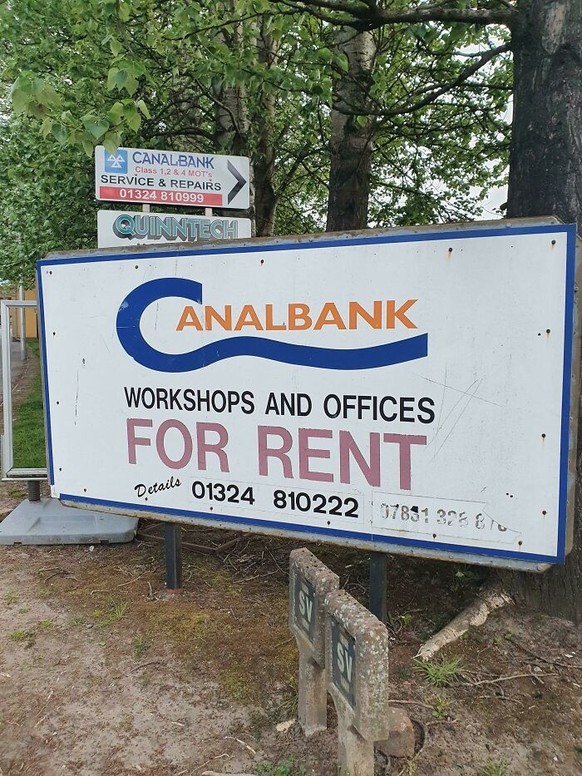 CANALBANK
Class 1,2 & 4 MOT's
SERVICE & REPAIRS
01324 810999
QUINNTECH
CANALBANK
WORKSHOPS AND OFFICES
FOR RENT
Details 01324 810222
SV
SV